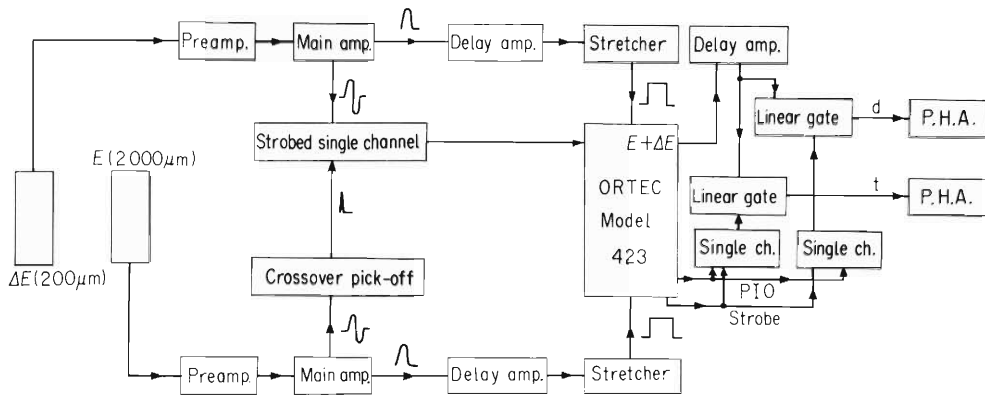 Preamp.
Main amp.
Delay amp.
Stretcher
Delay amp.
Linear gate
d
P.H.A.
Strobed single channel
E+ΔE
E(2000μm)
ORTEC
Model
423
Linear gate
t
P.H.A.
Single ch.
Single ch.
ΔE(200μm)
Crossover pick-off
PIO
Strobe
Preamp.
Main amp.
Delay amp.
Stretcher